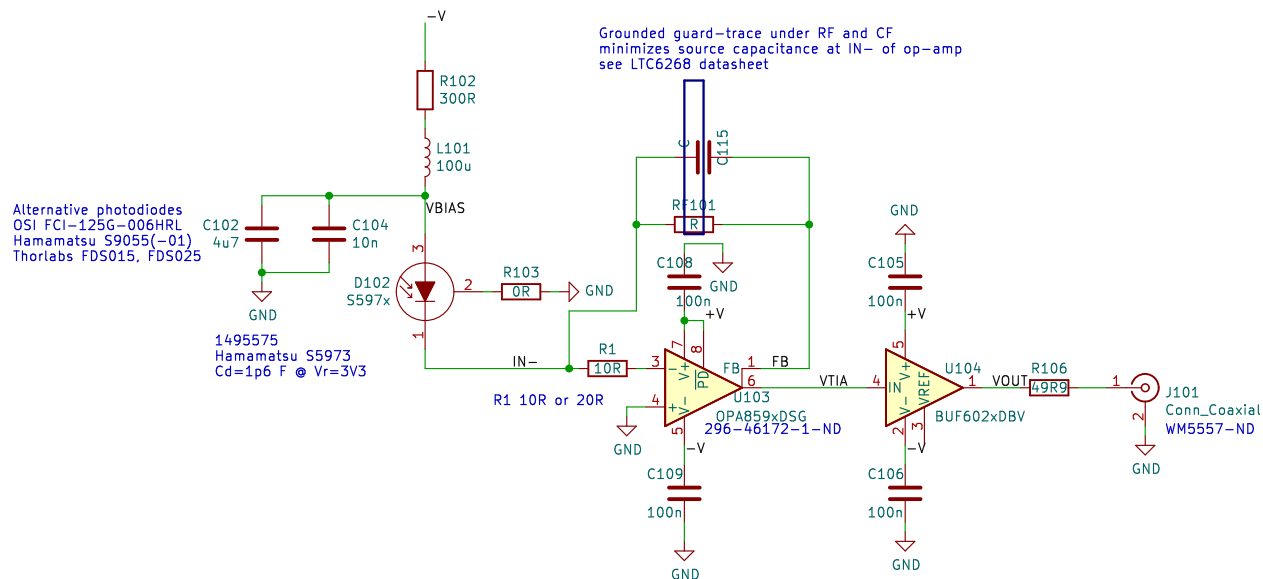 Grounded guard-trace under RF and CF
minimizes source capacitance at IN- of op-amp
see LTC6268 datasheet
-V
R102
300R
L101
100u
VBIAS
Alternative photodiodes
OSI FCI-125G-006HRL
Hamamatsu S9055(-01)
Thorlabs FDS015, FDS025
C102
4u7
C104
10n
GND
3
D102
S597x
2
1
R103
0R
GND
1495575
Hamamatsu S5973
Cd=1p6 F @ Vr=3V3
C
C115
RF101
R
C108
100n
GND
+V
IN-
R1
10R
R1 10R or 20R
3
4
7
8
5
1
6
-
+
V+
PD
V-
FB
FB
U103
OPA859xDSG
296-46172-1-ND
GND
-V
C109
100n
GND
VTIA
GND
C105
100n
+V
5
4
IN
V+
V-
VREF
2
3
1
U104
BUF602xDBV
-V
C106
100n
GND
VOUT
R106
49R9
1
2
J101
Conn_Coaxial
WM5557-ND
GND